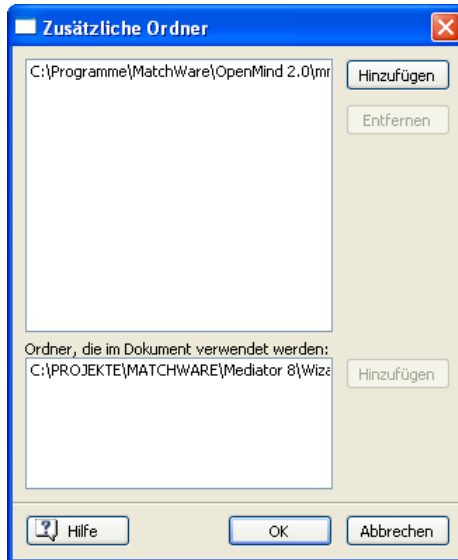 Zusätzliche Ordner
C:\Programme\MatchWare\OpenMind 2.0\mr
Hinzufügen
Entfernen
Ordner, die im Dokument verwendet werden:
C:\PROJEKTE\MATCHWARE\Mediator 8\Wiza
Hinzufügen
Hilfe
OK
Abbrechen